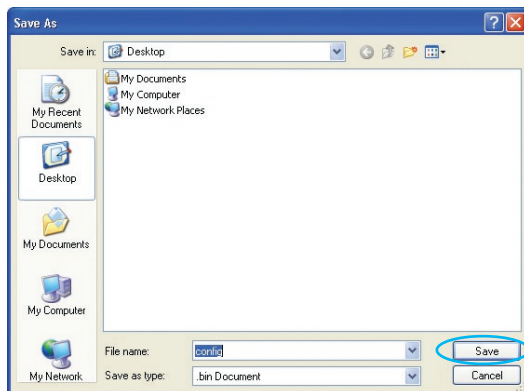 Save As
Save in:
Desktop
My Recent
Documents
Desktop
My Documents
My Computer
My Network
My Documents
My Computer
My Network Places
File name:
config
Save
Save as type:
.bin Document
Cancel